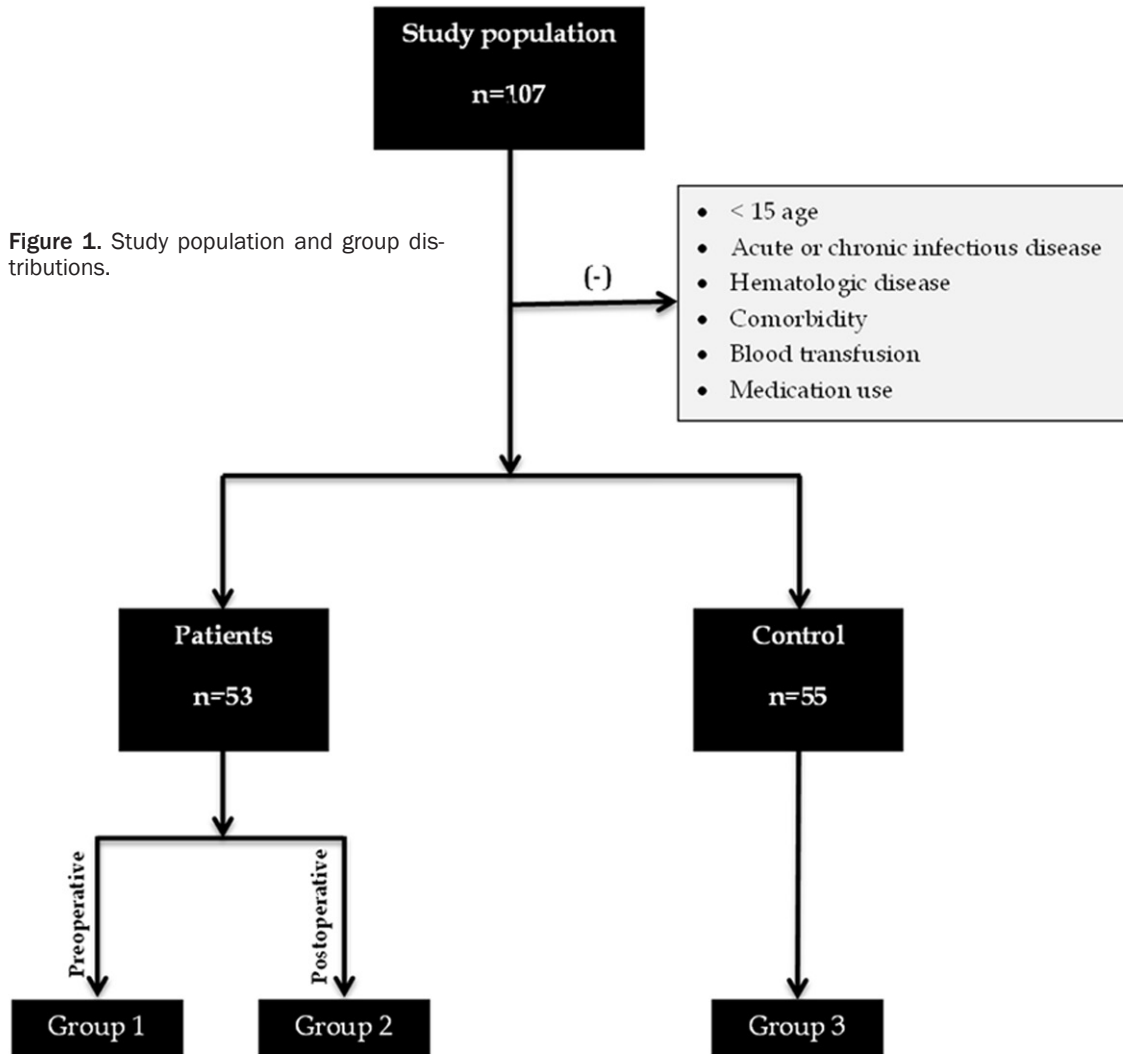 Study population
n=107
Figure 1. Study population and group dis-
tributions.
(-)
• < 15 age
• Acute or chronic infectious disease
• Hematologic disease
• Comorbidity
• Blood transfusion
• Medication use
Patients
n=53
Control
n=55
Preoperative
Postoperative
Group 1
Group 2
Group 3